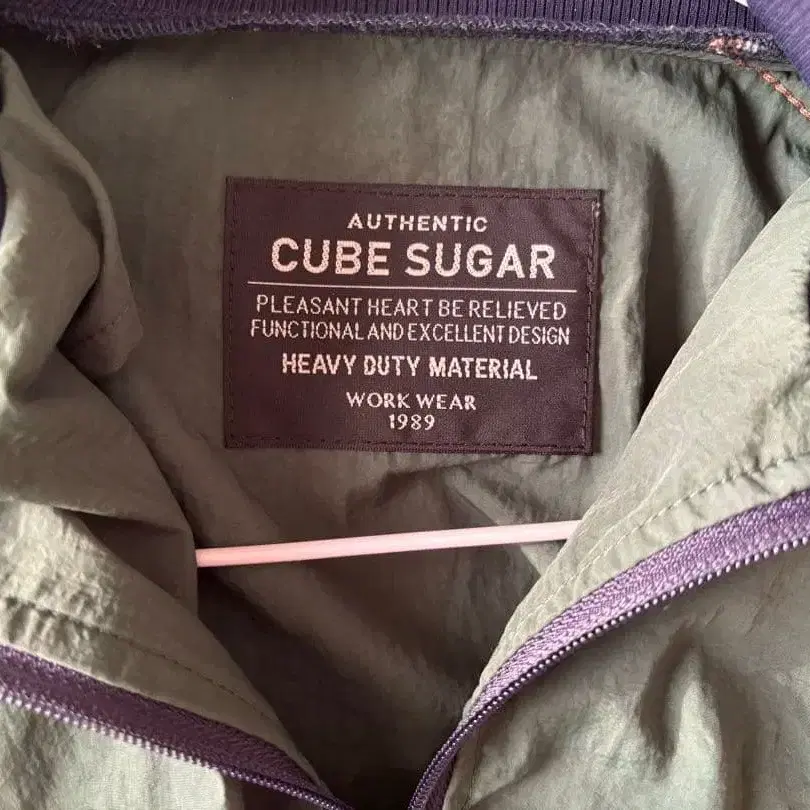 AUTHENTIC
CUBE SUGAR
PLEASANT HEART BE RELIEVED
FUNCTIONAL AND EXCELLENT DESIGN
HEAVY DUTY MATERIAL
WORK WEAR
1989